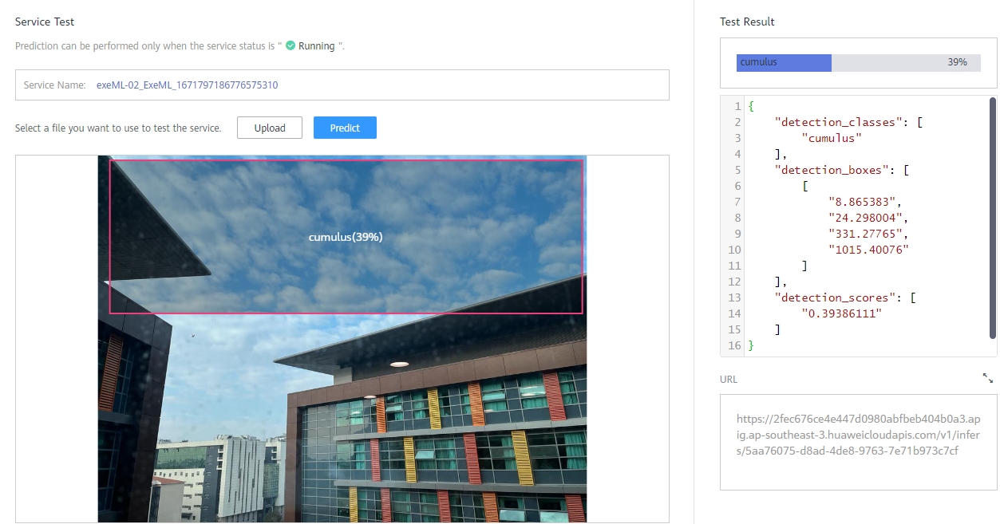 Service Test
Prediction can be performed only when the service status is " Running ".
Service Name: exeML-02_ExeML_1671797186776575310
Select a file you want to use to test the service. Upload Predict
cumulus(39%)
Test Result
cumulus 39%
1 {
2 "detection_classes": [
3 "cumulus"
4 ],
5 "detection_boxes": [
6 [
7 "8.865383",
8 "24.298004",
9 "331.27765",
10 "1015.40076"
11 ]
12 ],
13 "detection_scores": [
14 "0.39386111"
15 ]
16 }
URL
https://2fec676ce4e447d0980abfbeb404b0a3.ap
ig.ap-southeast-3.huaweicloudapis.com/v1/infer
s/5aa76075-d8ad-4de8-9763-7e71b973c7cf